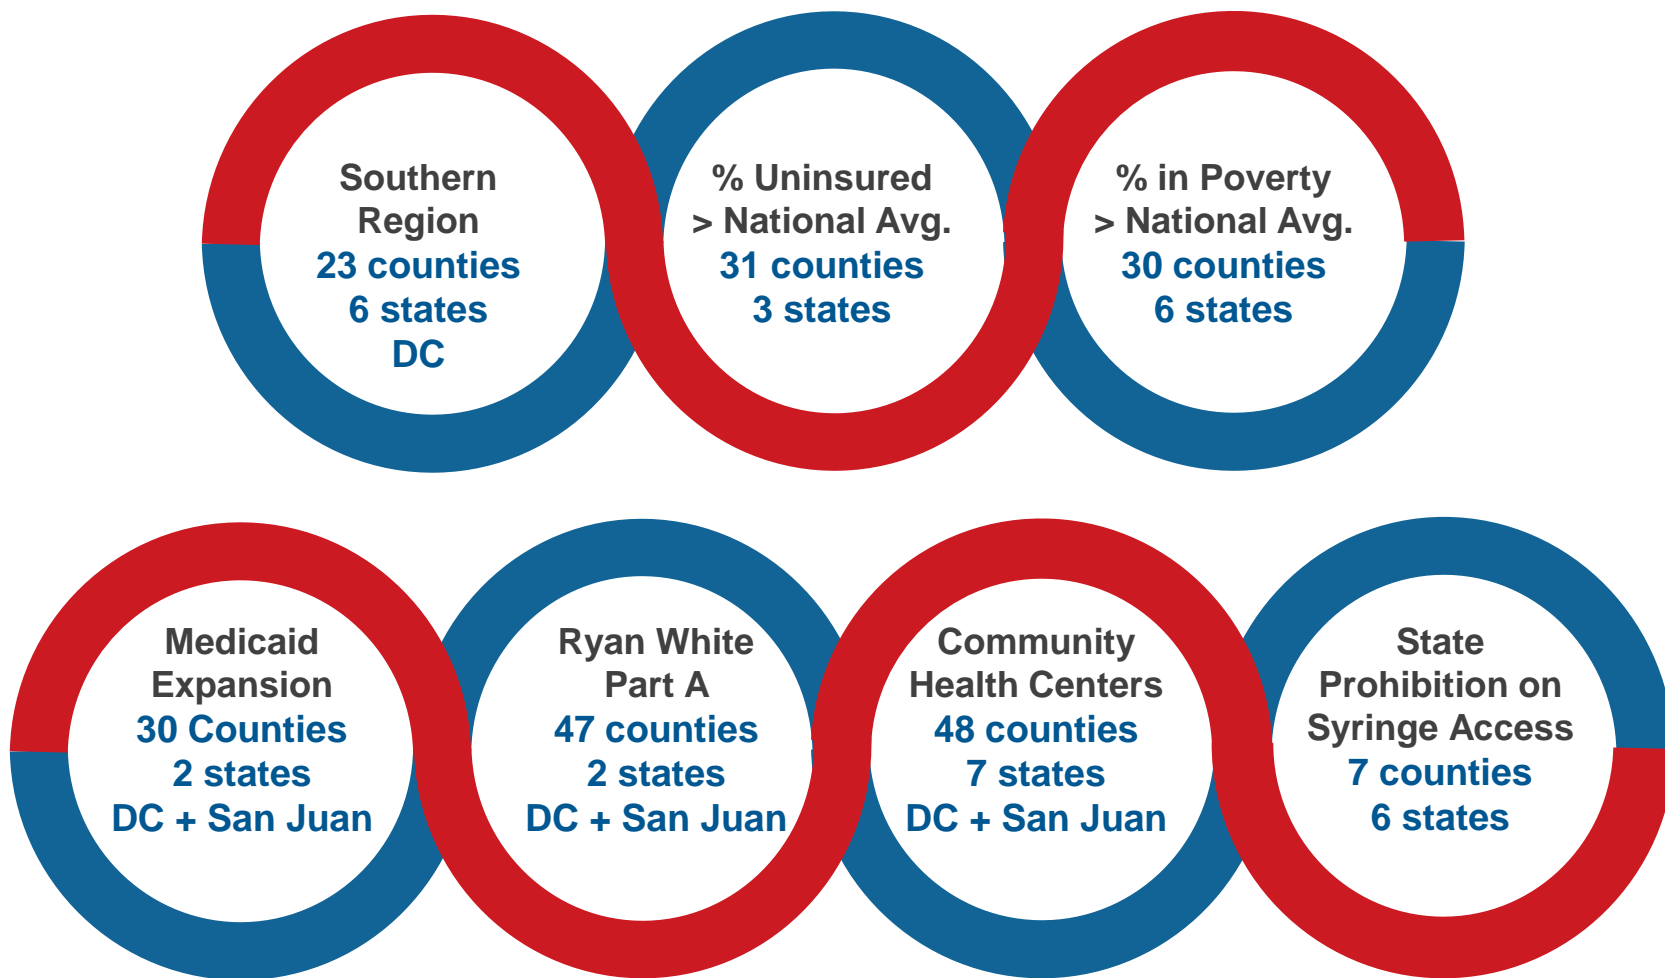 Southern
Region
23 counties
6 states
DC
% Uninsured
> National Avg.
31 counties
3 states
% in Poverty
> National Avg.
30 counties
6 states
Medicaid
Expansion
30 Counties
2 states
DC + San Juan
Ryan White
Part A
47 counties
2 states
DC + San Juan
Community
Health Centers
48 counties
7 states
DC + San Juan
State
Prohibition on
Syringe Access
7 counties
6 states